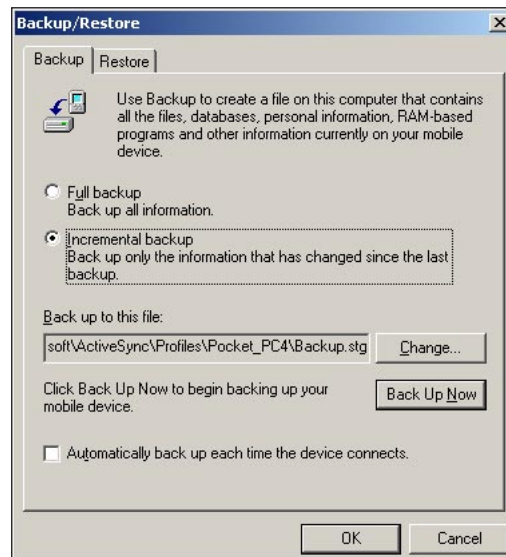 Backup/Restore
Backup
Restore
Use Backup to create a file on this computer that contains
all the files, databases, personal information, RAM-based
programs and other information currently on your mobile
device.
Full backup
Back up all information.
Incremental backup
Back up only the information that has changed since the last
backup.
Back up to this file:
soft\ActiveSync\Profiles\Pocket_PC4\Backup.stg
Change...
Click Back Up Now to begin backing up your
mobile device.
Back Up Now
Automatically back up each time the device connects.
OK
Cancel